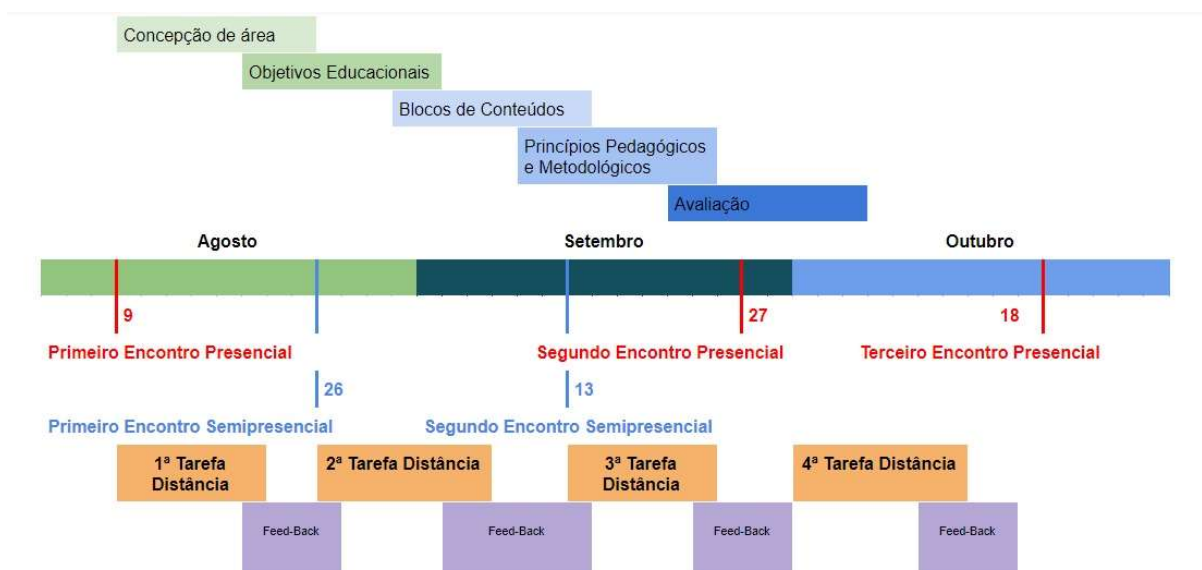 Concepção de área
Objetivos Educacionais
Blocos de Conteúdos
Princípios Pedagógicos
e Metodológicos
Avaliação
Agosto
Setembro
Outubro
9
27
18
Primeiro Encontro Presencial
Segundo Encontro Presencial
Terceiro Encontro Presencial
26
13
Primeiro Encontro Semipresencial
Segundo Encontro Semipresencial
1ª Tarefa
Distância
2ª Tarefa Distância
3ª Tarefa
Distância
4ª Tarefa Distância
Feed-Back
Feed-Back
Feed-Back
Feed-Back